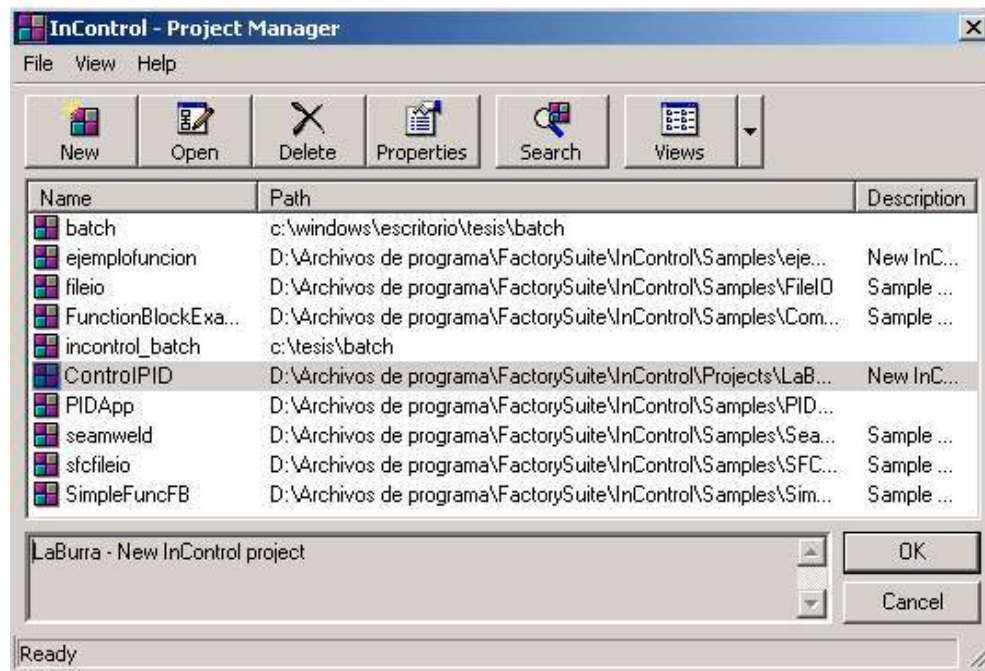 InControl - Project Manager
File View Help
New Open Delete Properties Search Views
Name Path Description
batch c:\windows\escritorio\tesis\batch
ejemplofuncion D:\Archivos de programa\FactorySuite\InControl\Samples\eje... New InC...
fileio D:\Archivos de programa\FactorySuite\InControl\Samples\FileIO Sample ...
FunctionBlockExa... D:\Archivos de programa\FactorySuite\InControl\Samples\Com... Sample ...
incontrol_batch c:\tesis\batch
ControlPID D:\Archivos de programa\FactorySuite\InControl\Projects\LaB... New InC...
PIDApp D:\Archivos de programa\FactorySuite\InControl\Samples\PID...
seamweld D:\Archivos de programa\FactorySuite\InControl\Samples\Sea... Sample ...
sfcfileio D:\Archivos de programa\FactorySuite\InControl\Samples\SFC... Sample ...
SimpleFuncFB D:\Archivos de programa\FactorySuite\InControl\Samples\Sim... Sample ...
LaBurra - New InControl project
OK
Cancel
Ready